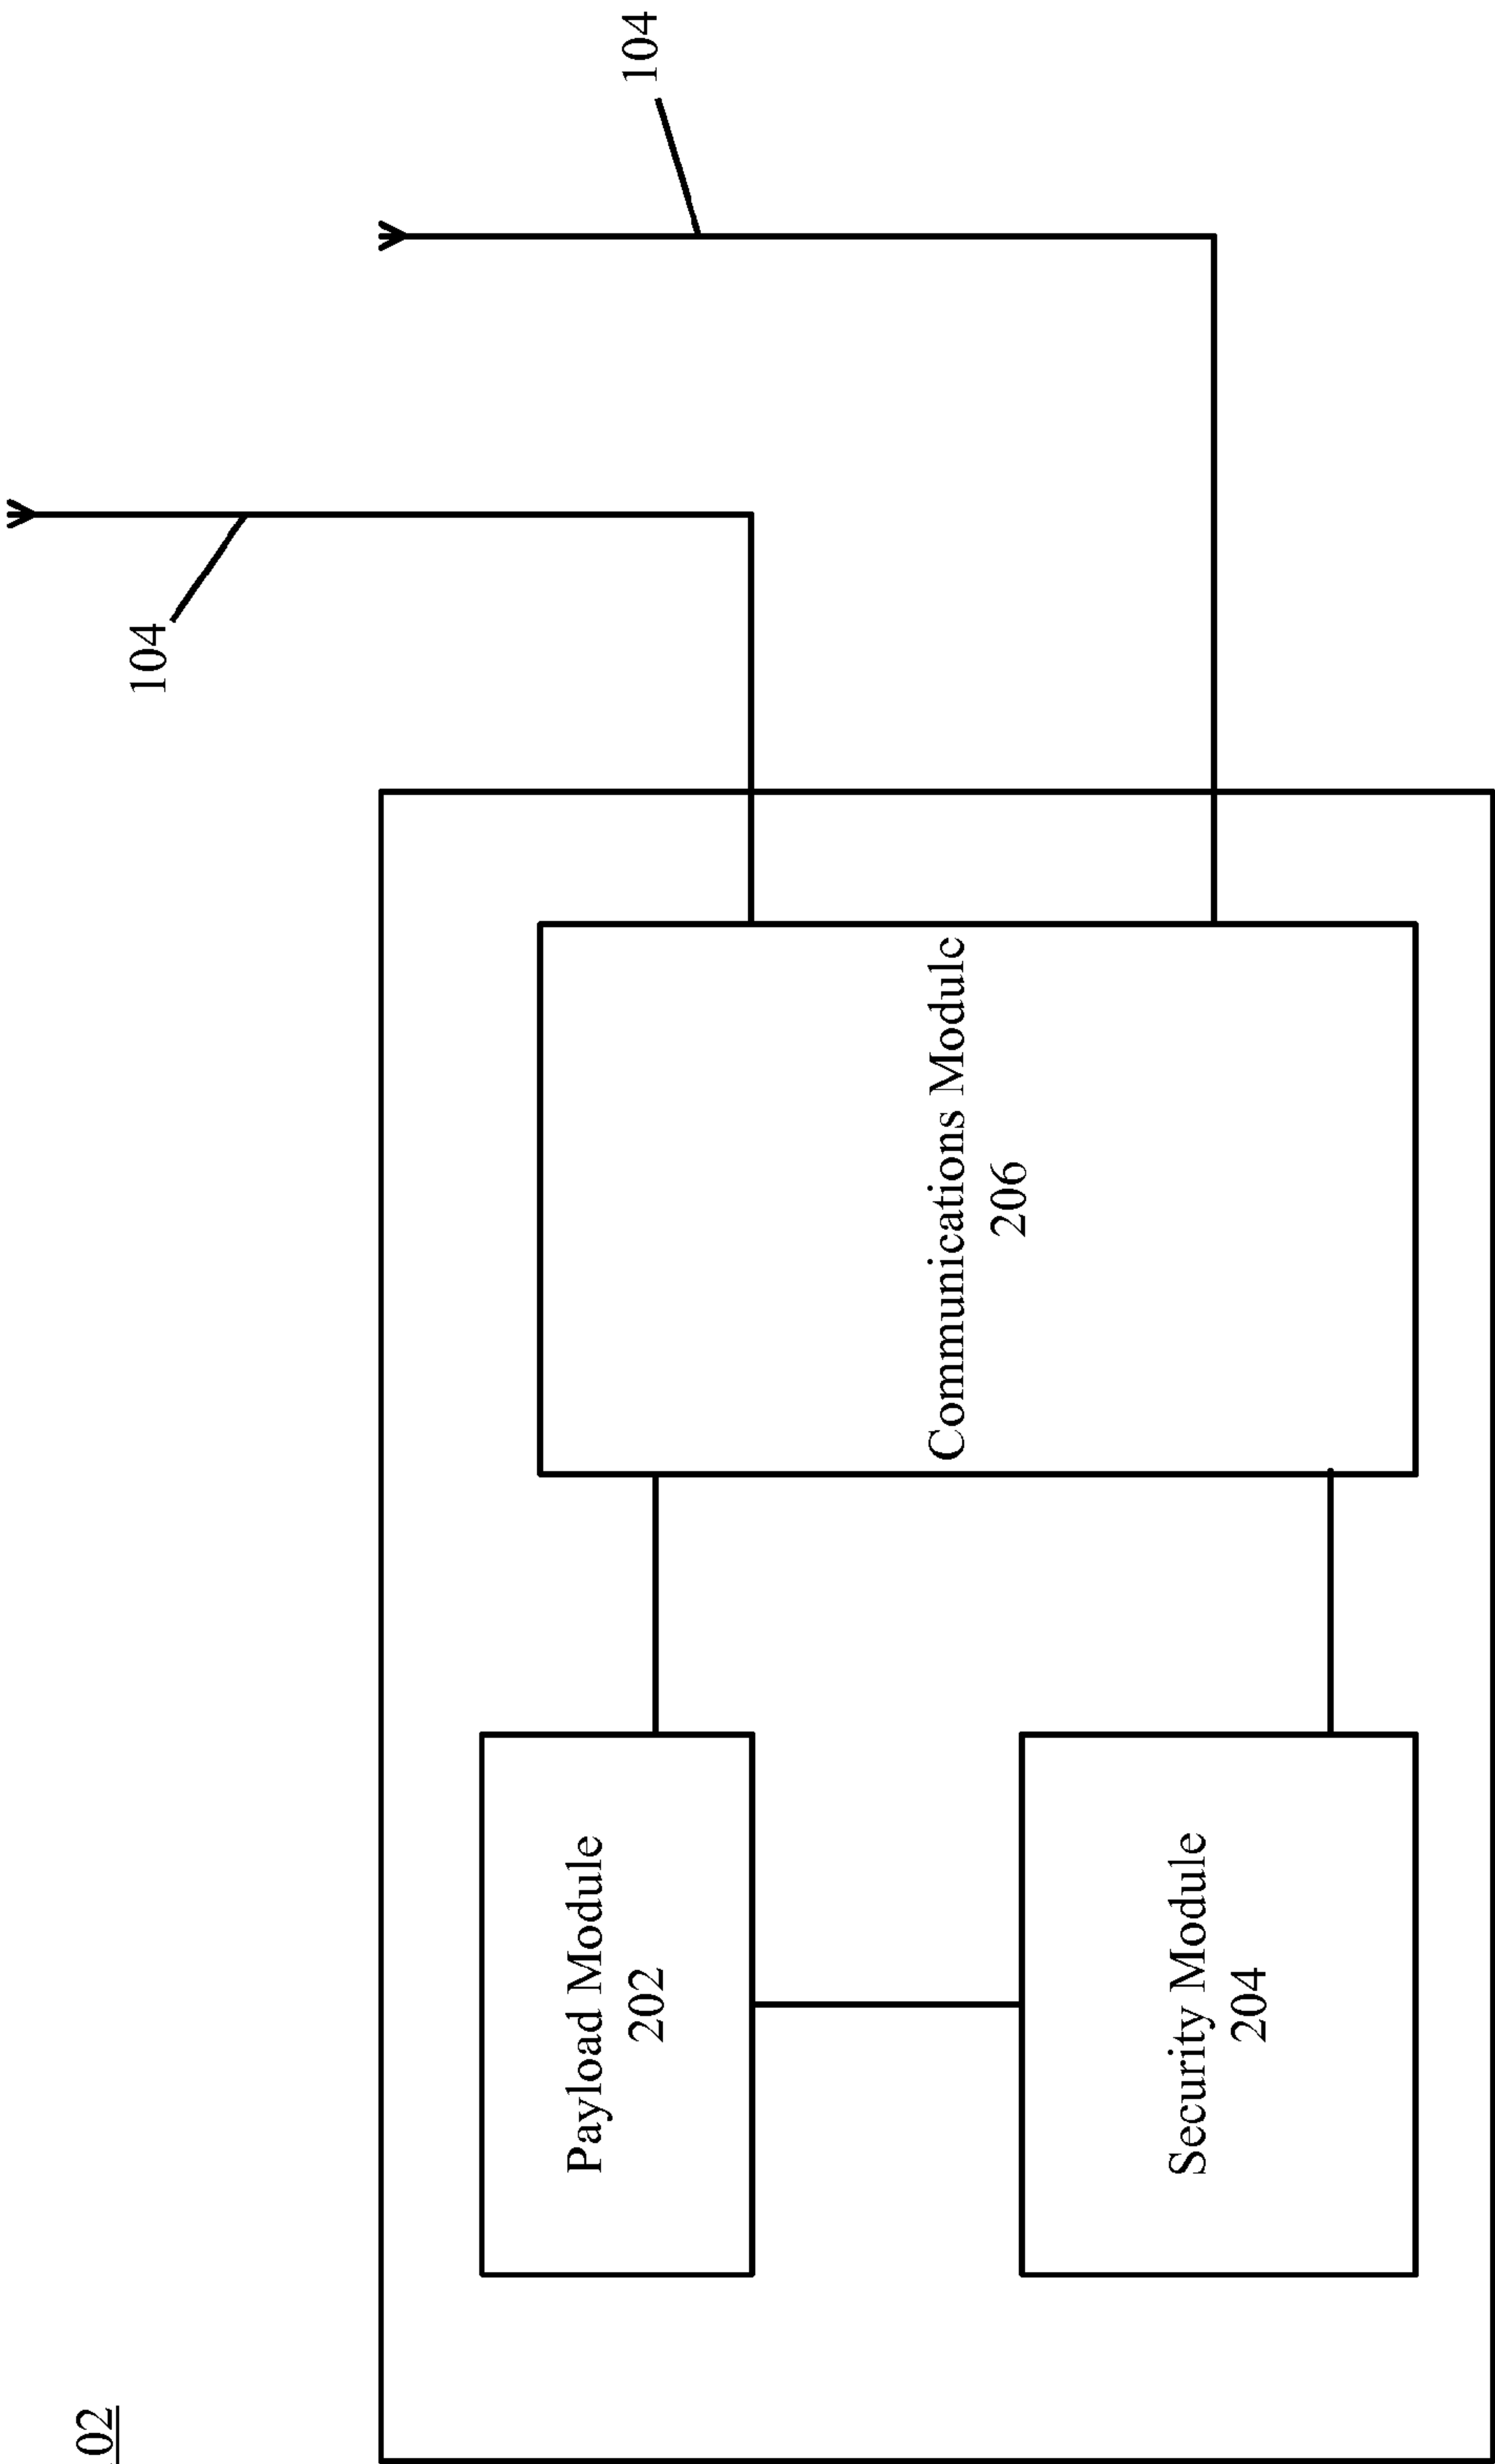 02
104
104
Payload Module
202
Communications Module
206
Security Module
204